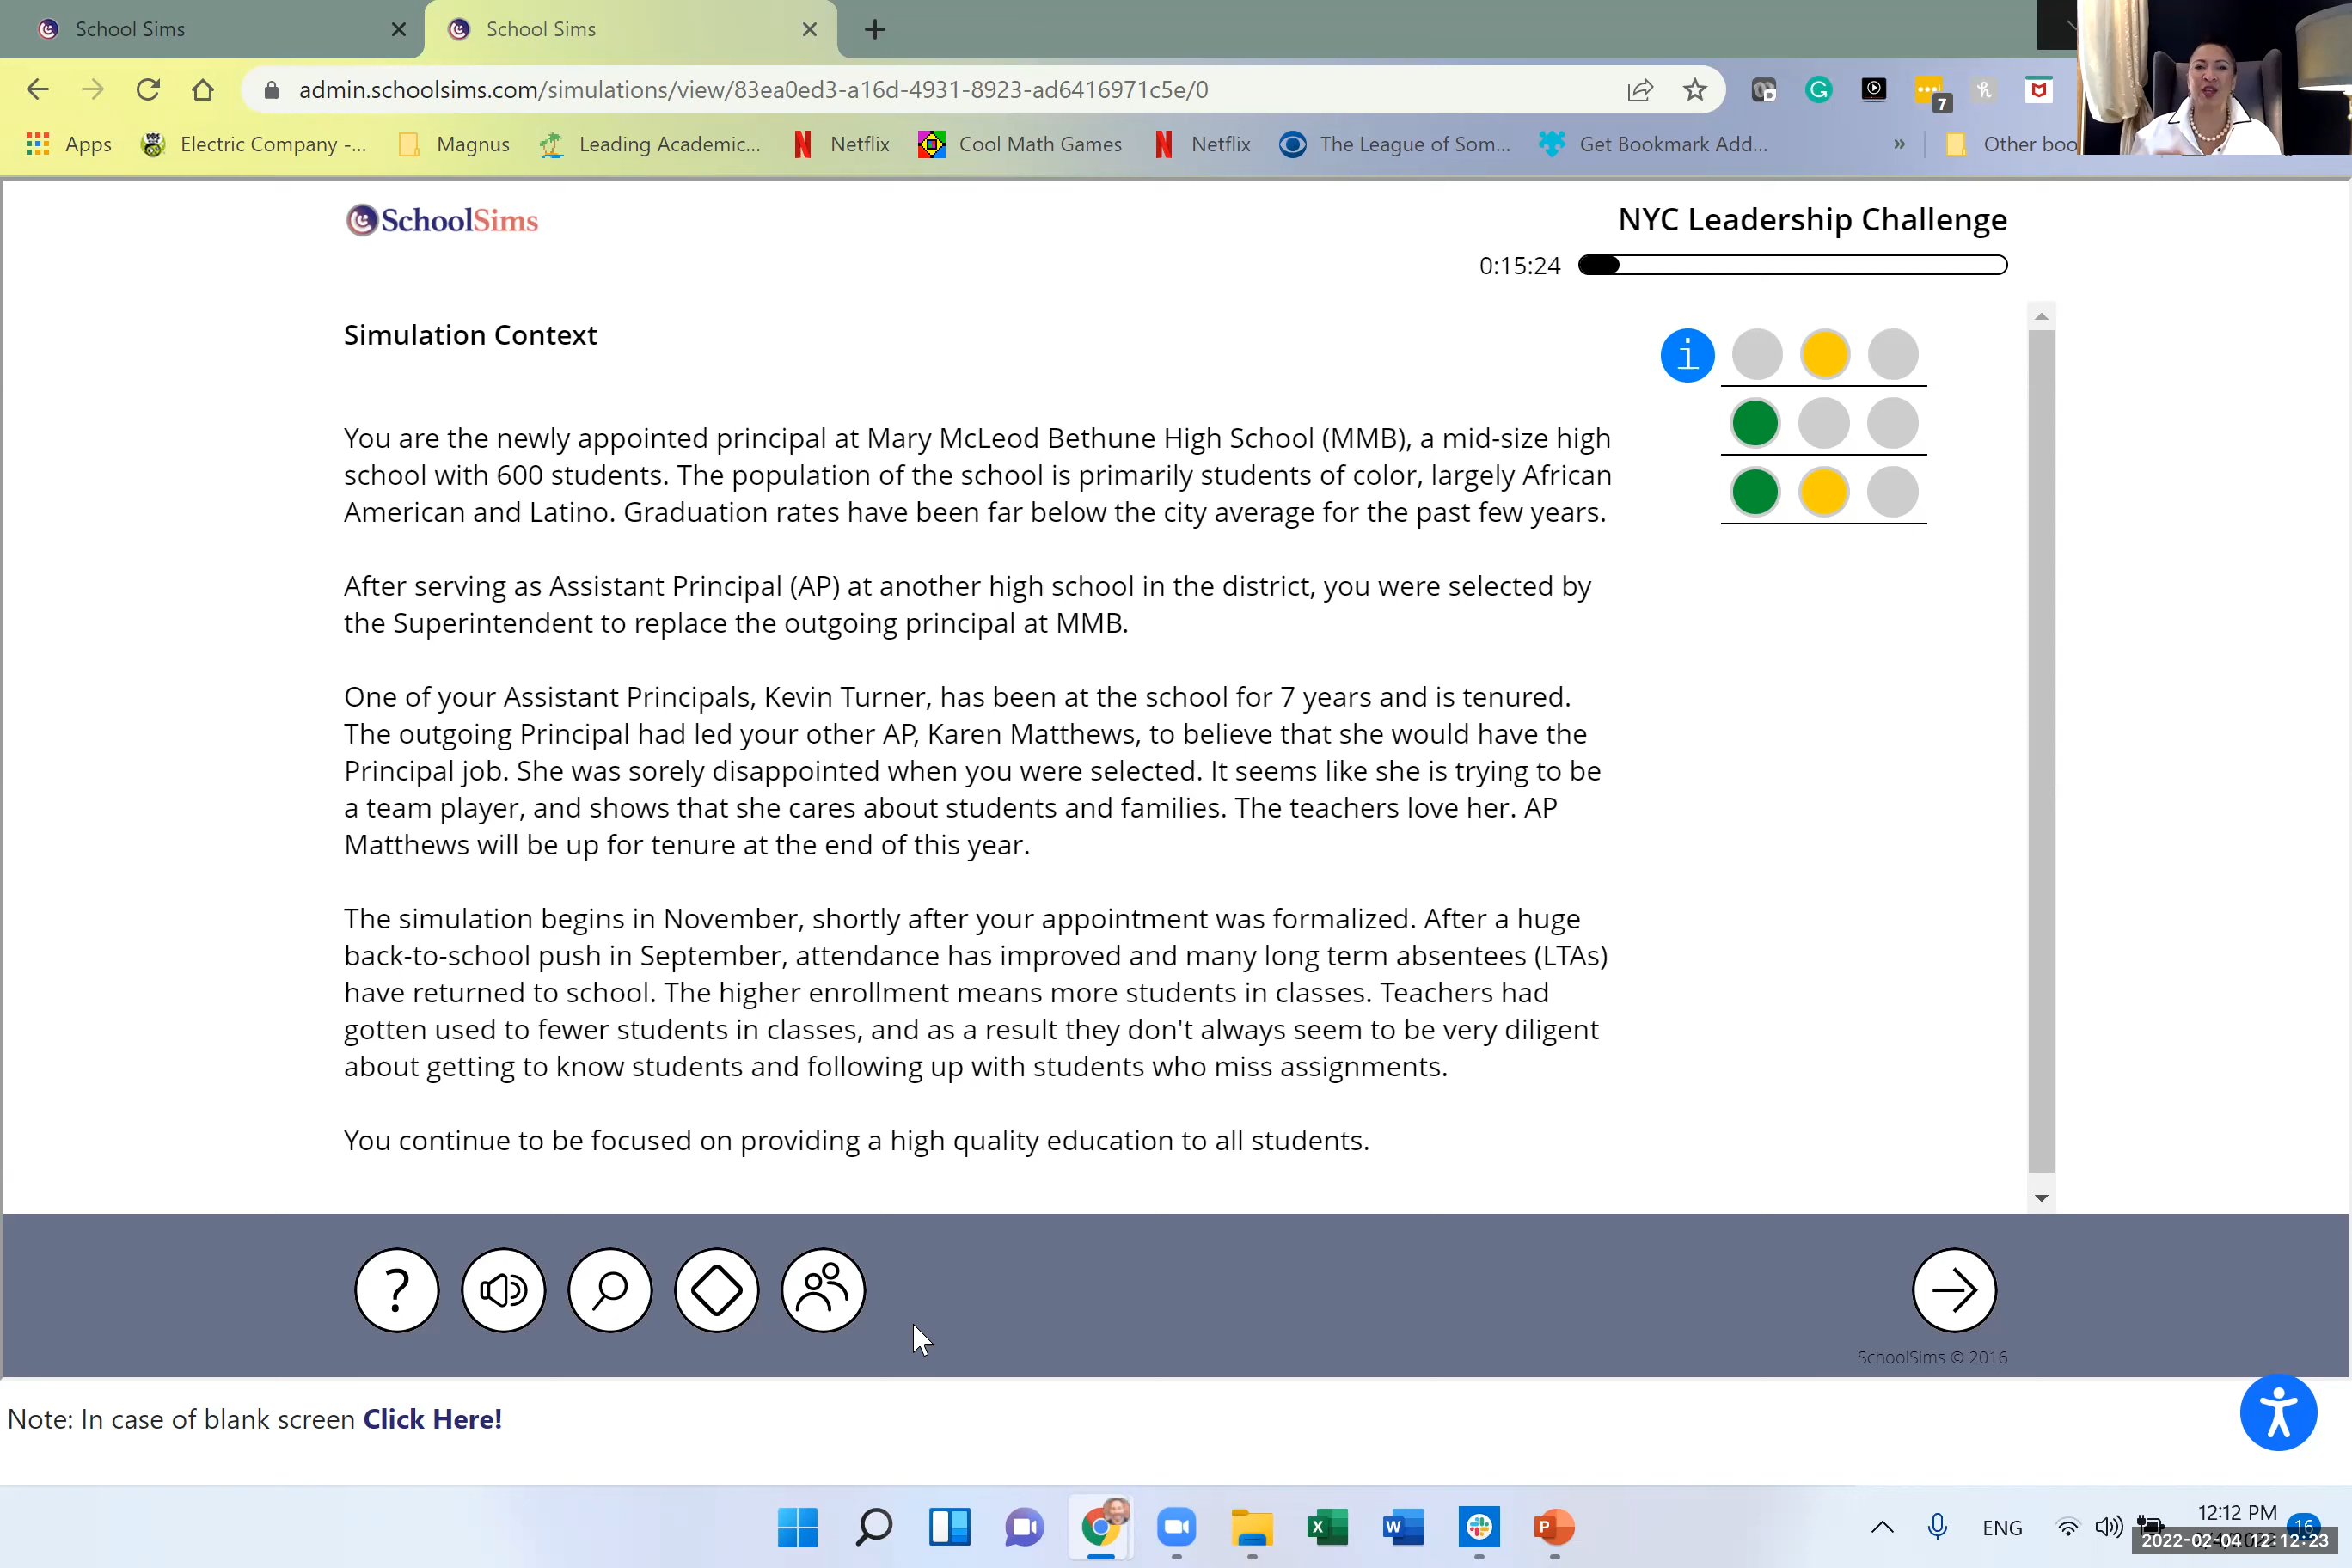 School Sims
School Sims
admin.schoolsims.com/simulations/view/83ea0ed3-a16d-4931-8923-ad6416971c5e/0
7
Apps
Electric Company -...
Magnus
Leading Academic...
Netflix
Cool Math Games
Netflix
The League of Som...
Get Bookmark Add...
»
Other boo
SchoolSims
NYC Leadership Challenge
0:15:24
Simulation Context
You are the newly appointed principal at Mary McLeod Bethune High School (MMB), a mid-size high
school with 600 students. The population of the school is primarily students of color, largely African
American and Latino. Graduation rates have been far below the city average for the past few years.
After serving as Assistant Principal (AP) at another high school in the district, you were selected by
the Superintendent to replace the outgoing principal at MMB.
One of your Assistant Principals, Kevin Turner, has been at the school for 7 years and is tenured.
The outgoing Principal had led your other AP, Karen Matthews, to believe that she would have the
Principal job. She was sorely disappointed when you were selected. It seems like she is trying to be
a team player, and shows that she cares about students and families. The teachers love her. AP
Matthews will be up for tenure at the end of this year.
The simulation begins in November, shortly after your appointment was formalized. After a huge
back-to-school push in September, attendance has improved and many long term absentees (LTAs)
have returned to school. The higher enrollment means more students in classes. Teachers had
gotten used to fewer students in classes, and as a result they don't always seem to be very diligent
about getting to know students and following up with students who miss assignments.
You continue to be focused on providing a high quality education to all students.
SchoolSims © 2016
Note: In case of blank screen Click Here!
ENG
12:12 PM
16
2022-02-04 12:12:23